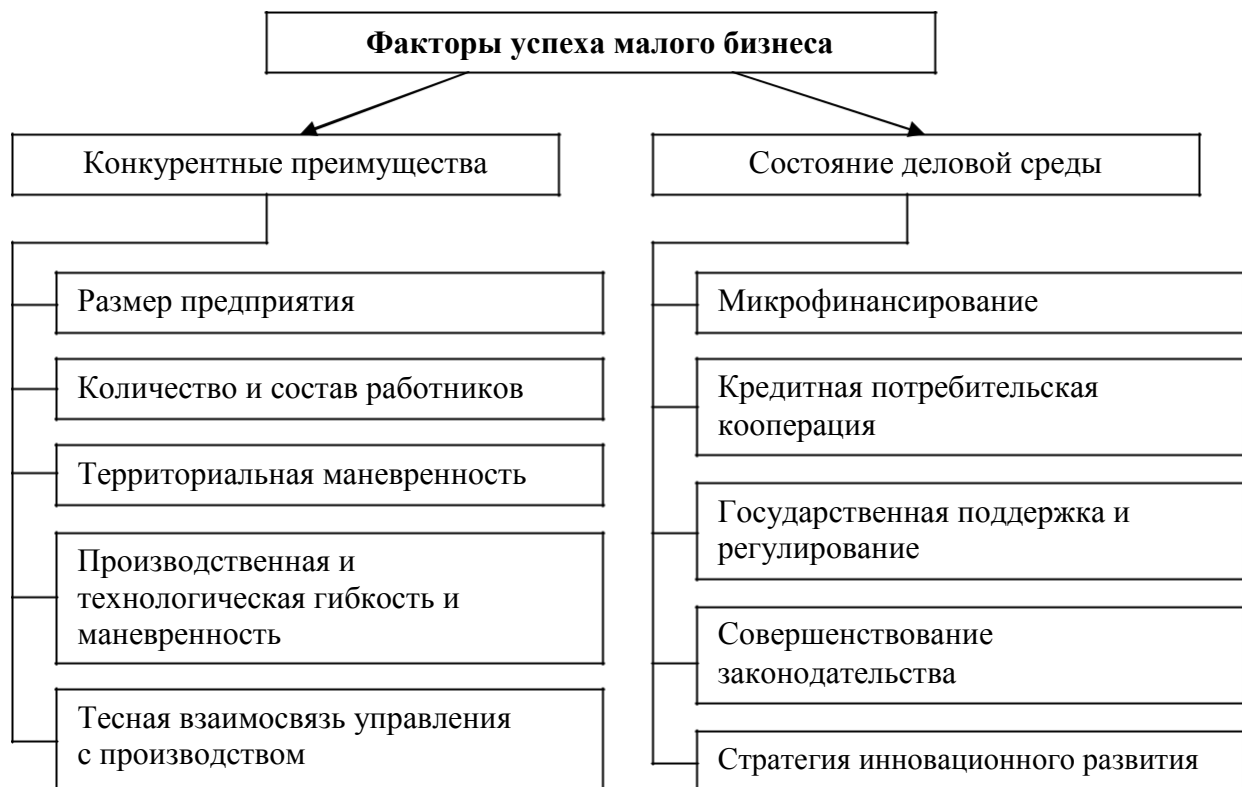 Факторы успеха малого бизнеса
Конкурентные преимущества
Размер предприятия
Количество и состав работников
Территориальная маневренность
Производственная и
технологическая гибкость и
маневренность
Тесная взаимосвязь управления
с производством
Состояние деловой среды
Микрофинансирование
Кредитная потребительская
кооперация
Государственная поддержка и
регулирование
Совершенствование
законодательства
Стратегия инновационного развития